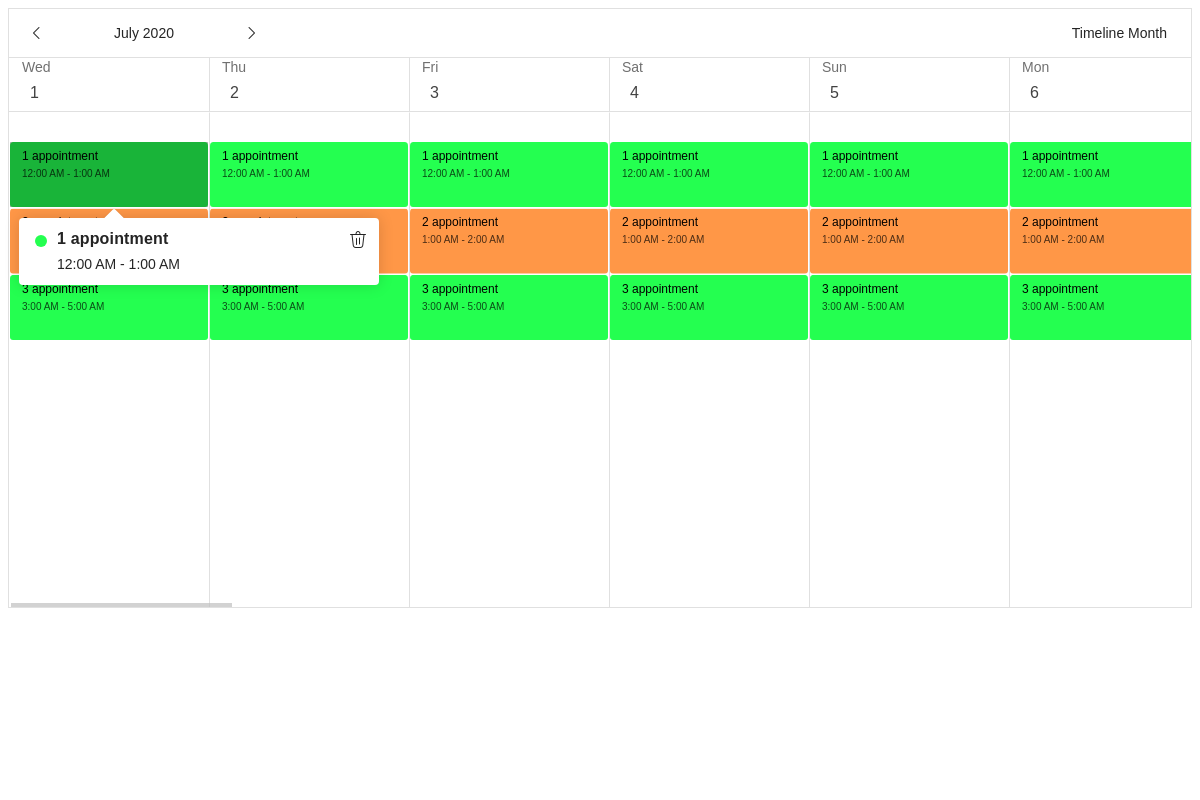 July 2020
Timeline Month
Wed Thu Fri Sat Sun Mon
1 2 3 4 5 6
1 appointment 1 appointment 1 appointment 1 appointment 1 appointment 1 appointment
12:00 AM - 1:00 AM 12:00 AM - 1:00 AM 12:00 AM - 1:00 AM 12:00 AM - 1:00 AM 12:00 AM - 1:00 AM 12:00 AM - 1:00 AM
2 appointment 2 appointment 2 appointment 2 appointment
1:00 AM - 2:00 AM 1:00 AM - 2:00 AM 1:00 AM - 2:00 AM 1:00 AM - 2:00 AM
1 appointment
12:00 AM - 1:00 AM
3 appointment 3 appointment 3 appointment 3 appointment 3 appointment 3 appointment
3:00 AM - 5:00 AM 3:00 AM - 5:00 AM 3:00 AM - 5:00 AM 3:00 AM - 5:00 AM 3:00 AM - 5:00 AM 3:00 AM - 5:00 AM